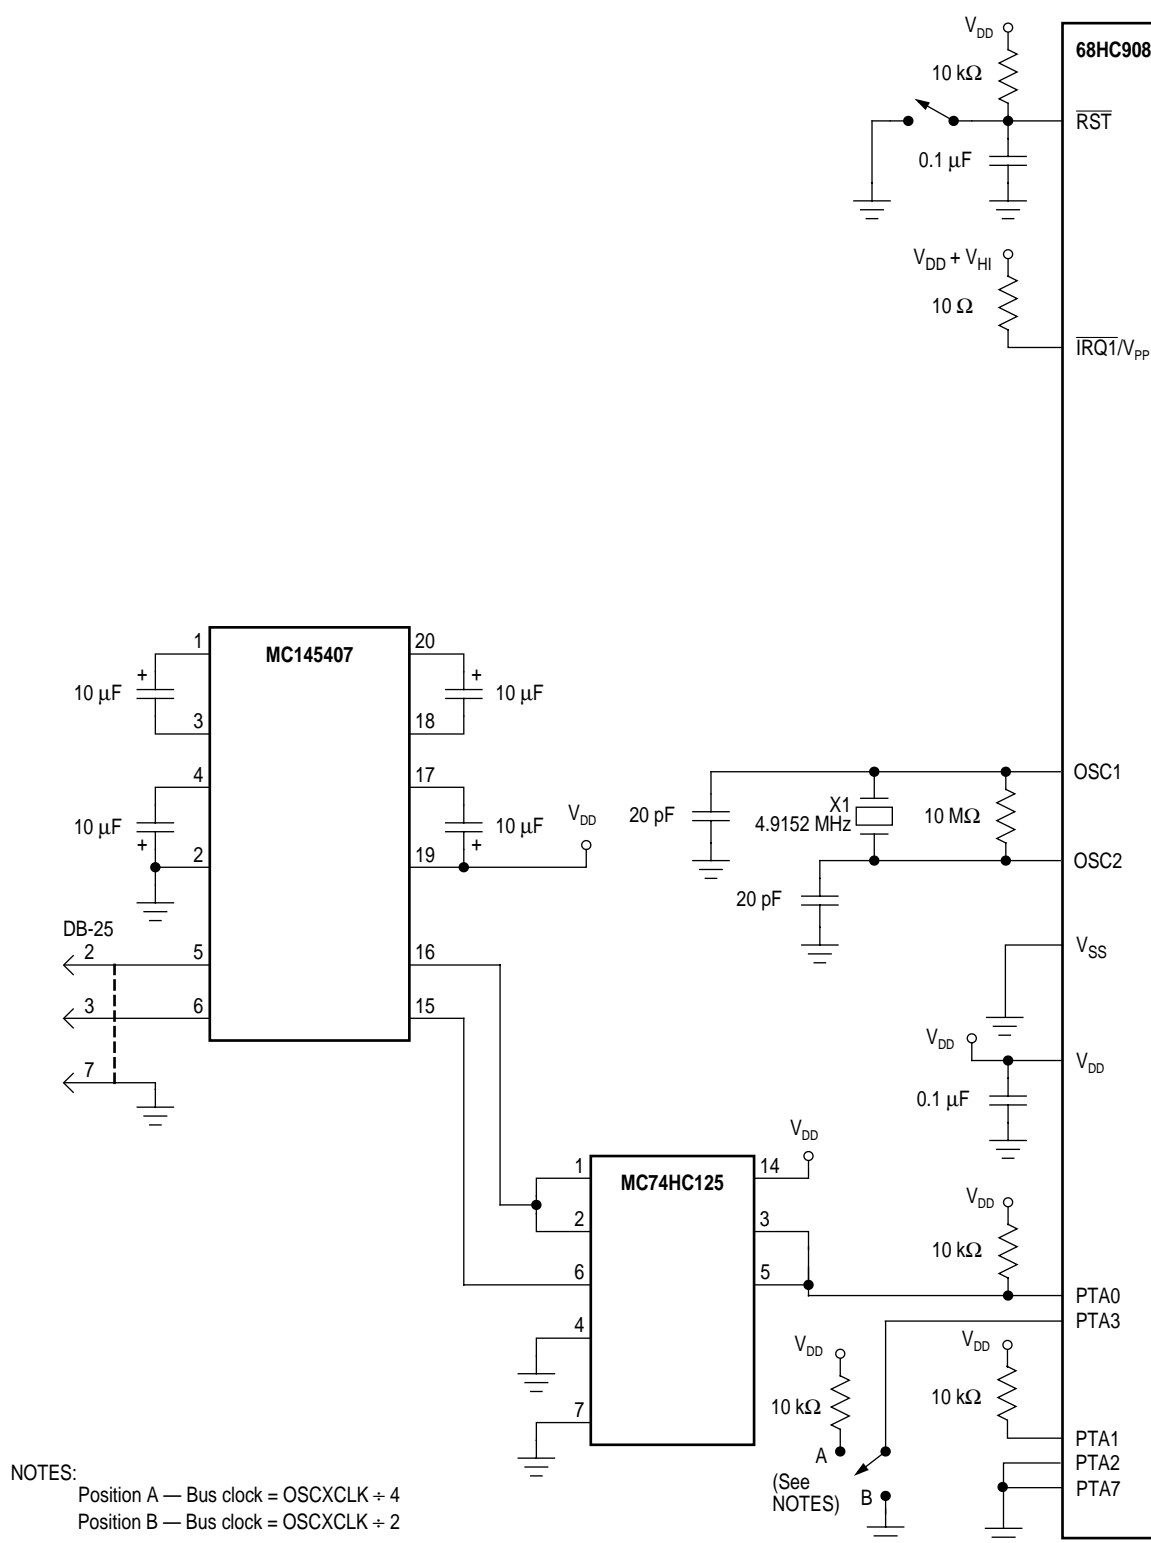 V_DD
68HC908
10 kΩ
RST
0.1 µF
V_DD + V_HI
10 Ω
IRQ1/V_PP
1
MC145407
20
+
+
10 µF
10 µF
3
18
4
17
10 µF
10 µF
V_DD
+
+
2
19
OSC1
20 pF
X1
4.9152 MHz
10 MΩ
OSC2
20 pF
DB-25
2
5
16
V_SS
3
6
15
V_DD
V_DD
7
0.1 µF
V_DD
1
MC74HC125
14
V_DD
2
3
10 kΩ
6
5
PTA0
PTA3
4
V_DD
V_DD
10 kΩ
10 kΩ
7
PTA1
A
PTA2
(See
NOTES)
B
PTA7
NOTES:
Position A — Bus clock = OSCXCLK ÷ 4
Position B — Bus clock = OSCXCLK ÷ 2